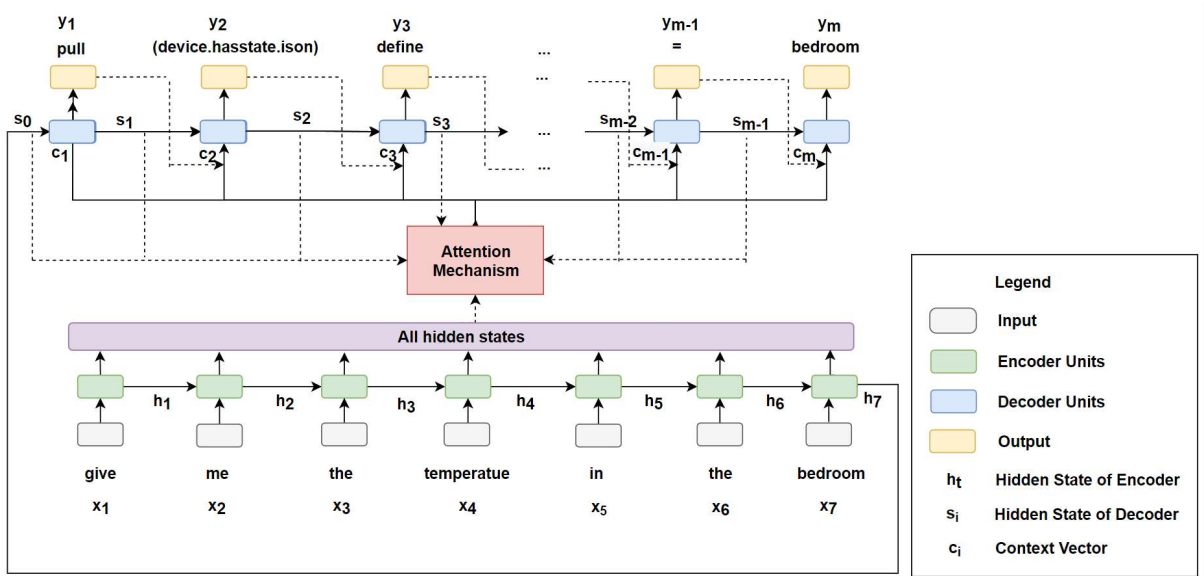 y1 y2 y3 ym-1 ym
pull (device.hasstate.ison) define ... = bedroom
...
s0 s1 s2 s3 ... sm-2 sm-1
c1 c2 c3 ... cm-1 cm
Attention
Mechanism
All hidden states
h1 h2 h3 h4 h5 h6 h7
give me the temperatue in the bedroom
x1 x2 x3 x4 x5 x6 x7
Legend
Input
Encoder Units
Decoder Units
Output
ht Hidden State of Encoder
si Hidden State of Decoder
ci Context Vector